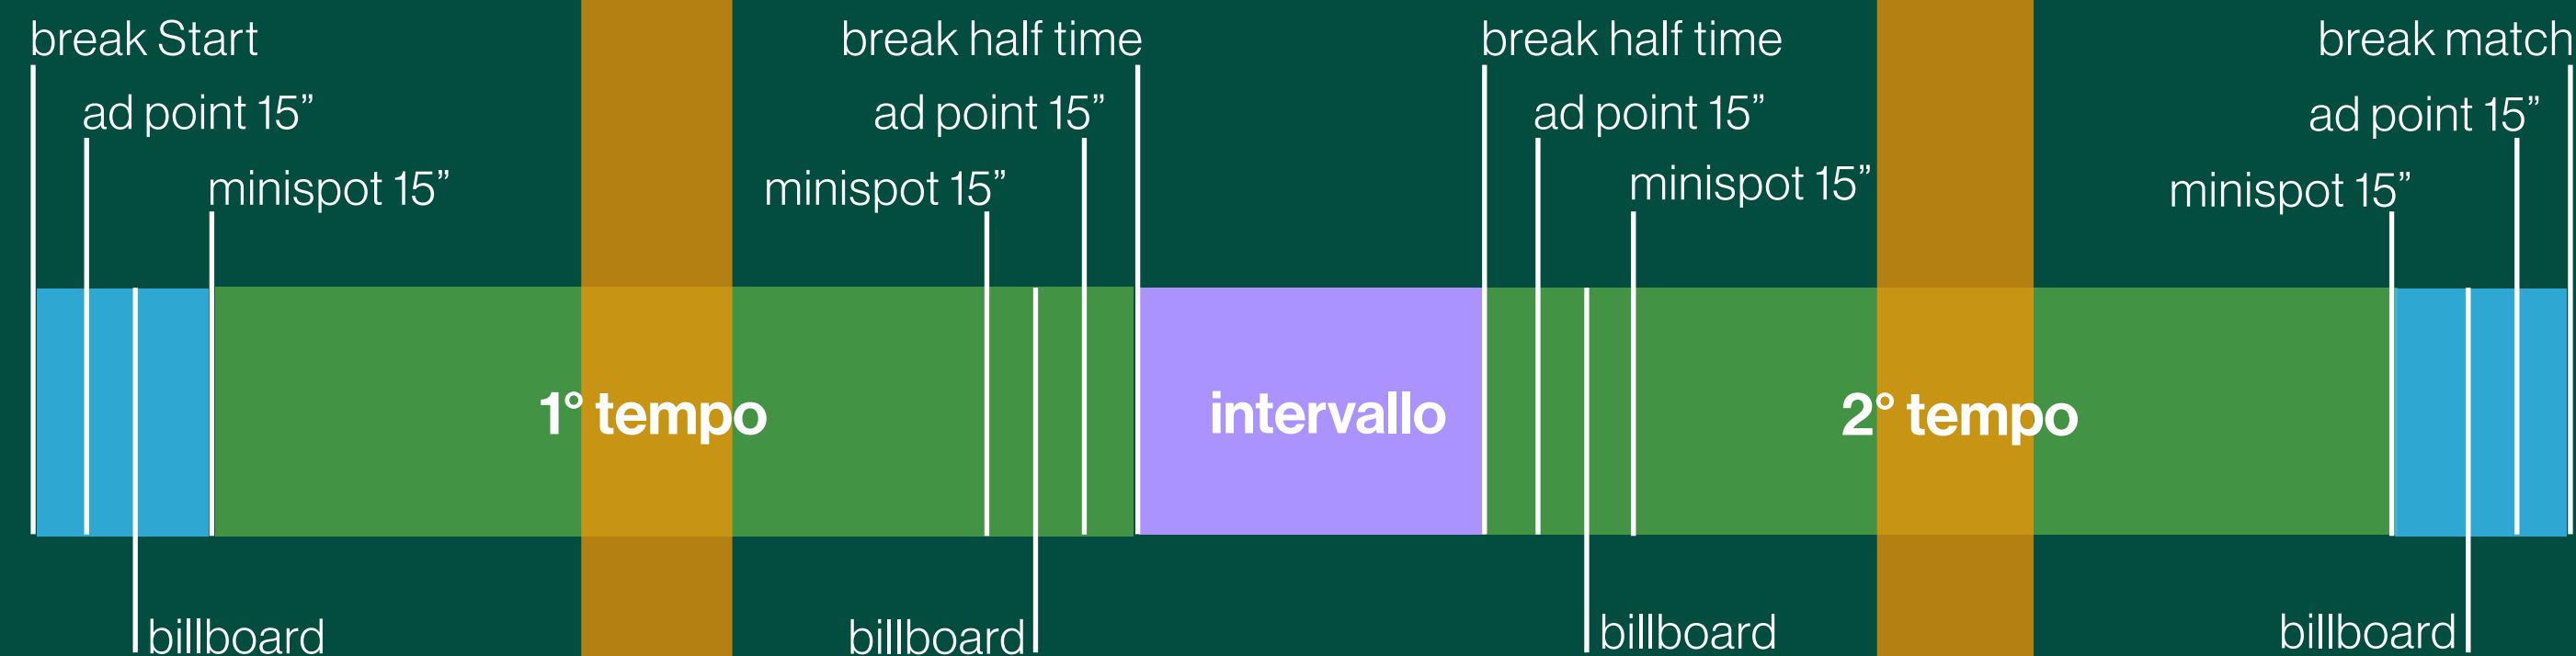 break Start
break half time
break half time
break match
ad point 15”
ad point 15”
ad point 15”
ad point 15”
minispot 15”
minispot 15”
minispot 15”
minispot 15”
1° tempo
intervallo
2° tempo
billboard
billboard
billboard
billboard